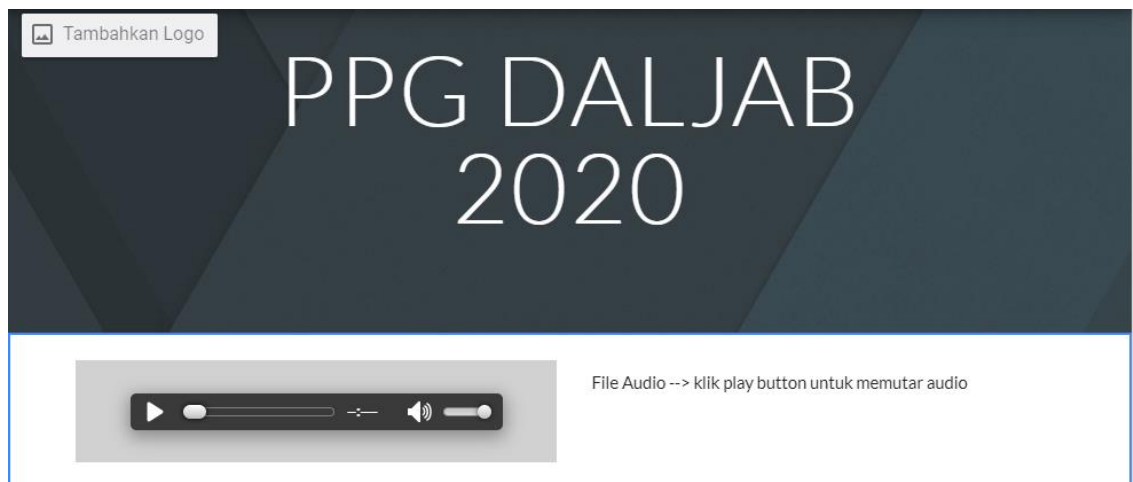 Tambahkan Logo
PPG DALJAB
2020
File Audio --> klik play button untuk memutar audio
-:--